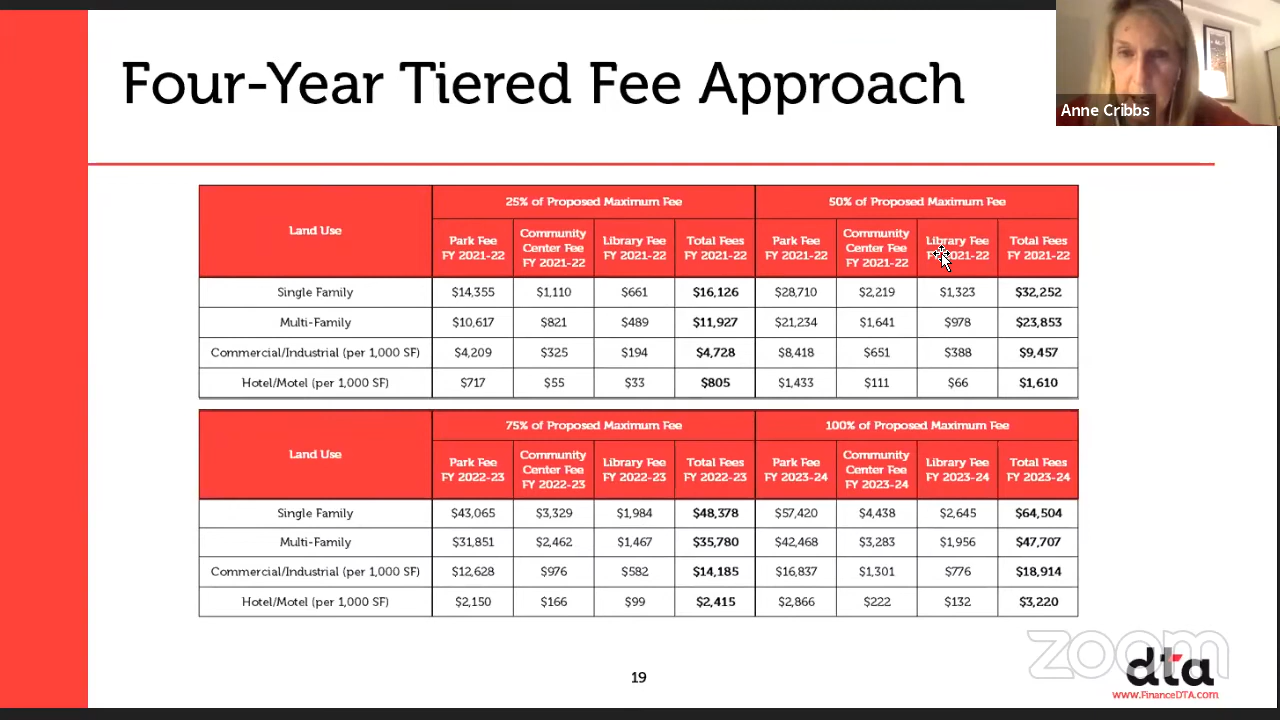 Four-Year Tiered Fee Approach
Anne Cribbs
Land Use
25% of Proposed Maximum Fee
50% of Proposed Maximum Fee
Park Fee
FY 2021-22
Community
Center Fee
FY 2021-22
Library Fee
FY 2021-22
Total Fees
FY 2021-22
Park Fee
FY 2021-22
Community
Center Fee
FY 2021-22
Library Fee
FY 2021-22
Total Fees
FY 2021-22
Single Family $14,355 $1,110 $661 $16,126 $28,710 $2,219 $1,323 $32,252
Multi-Family $10,617 $821 $489 $11,927 $21,234 $1,641 $978 $23,853
Commercial/Industrial (per 1,000 SF) $4,209 $325 $194 $4,728 $8,418 $651 $388 $9,457
Hotel/Motel (per 1,000 SF) $717 $55 $33 $805 $1,433 $111 $66 $1,610
Land Use
75% of Proposed Maximum Fee
100% of Proposed Maximum Fee
Park Fee
FY 2022-23
Community
Center Fee
FY 2022-23
Library Fee
FY 2022-23
Total Fees
FY 2022-23
Park Fee
FY 2023-24
Community
Center Fee
FY 2023-24
Library Fee
FY 2023-24
Total Fees
FY 2023-24
Single Family $43,065 $3,329 $1,984 $48,378 $57,420 $4,438 $2,645 $64,504
Multi-Family $31,851 $2,462 $1,467 $35,780 $42,468 $3,283 $1,956 $47,707
Commercial/Industrial (per 1,000 SF) $12,628 $976 $582 $14,185 $16,837 $1,301 $776 $18,914
Hotel/Motel (per 1,000 SF) $2,150 $166 $99 $2,415 $2,866 $222 $132 $3,220
19
zoom
dta
www.FinanceDTA.com